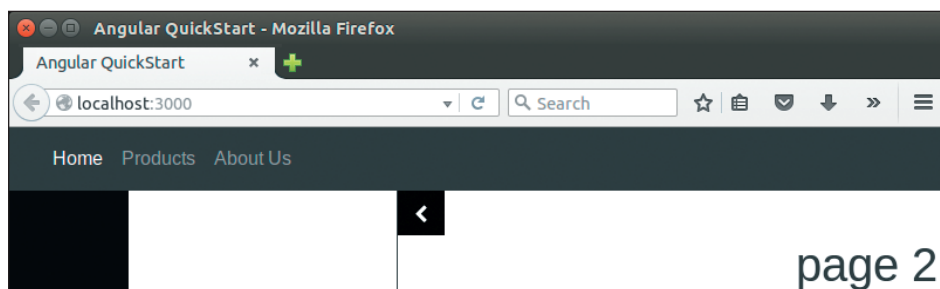 Angular QuickStart - Mozilla Firefox
Angular QuickStart
localhost:3000 Search
Home Products About Us
page 2